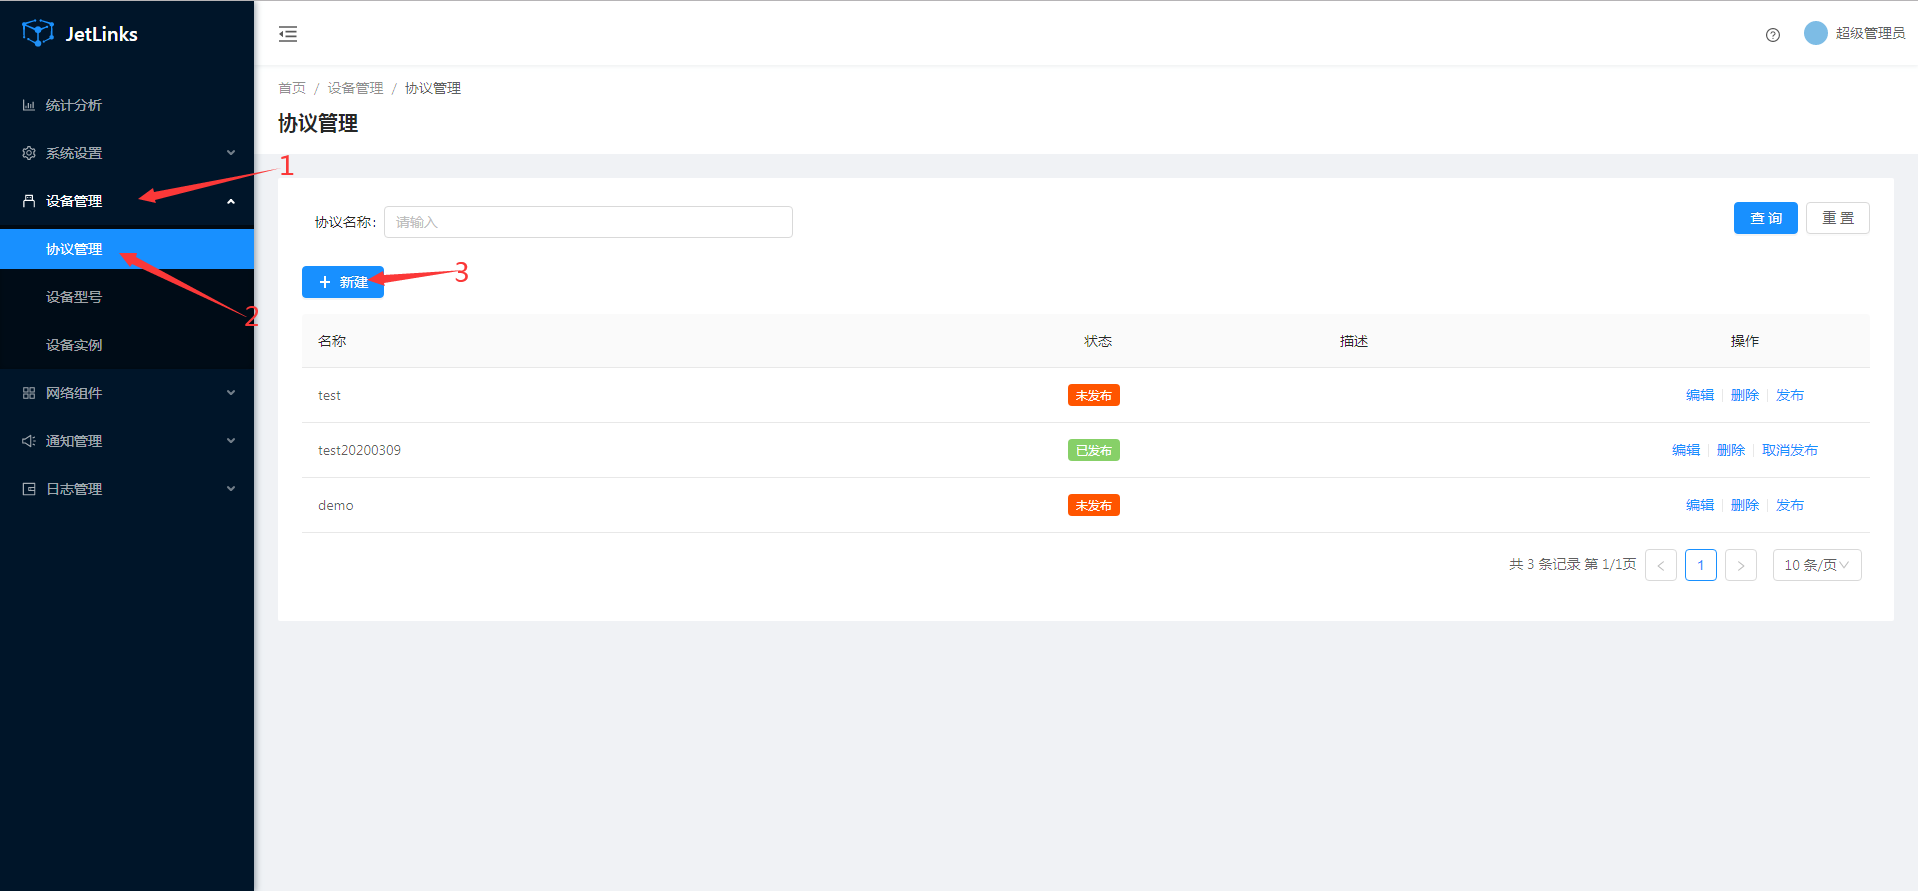 JetLinks
超级管理员
统计分析
系统设置
设备管理
协议管理
设备型号
设备实例
网络组件
通知管理
日志管理
首页 / 设备管理 / 协议管理
协议管理
1
2
3
协议名称: 请输入
查 询 重 置
+ 新建
名称 状态 描述 操作
test 未发布 编辑 删除 发布
test20200309 已发布 编辑 删除 取消发布
demo 未发布 编辑 删除 发布
共 3 条记录 第 1/1页 < 1 > 10 条/页